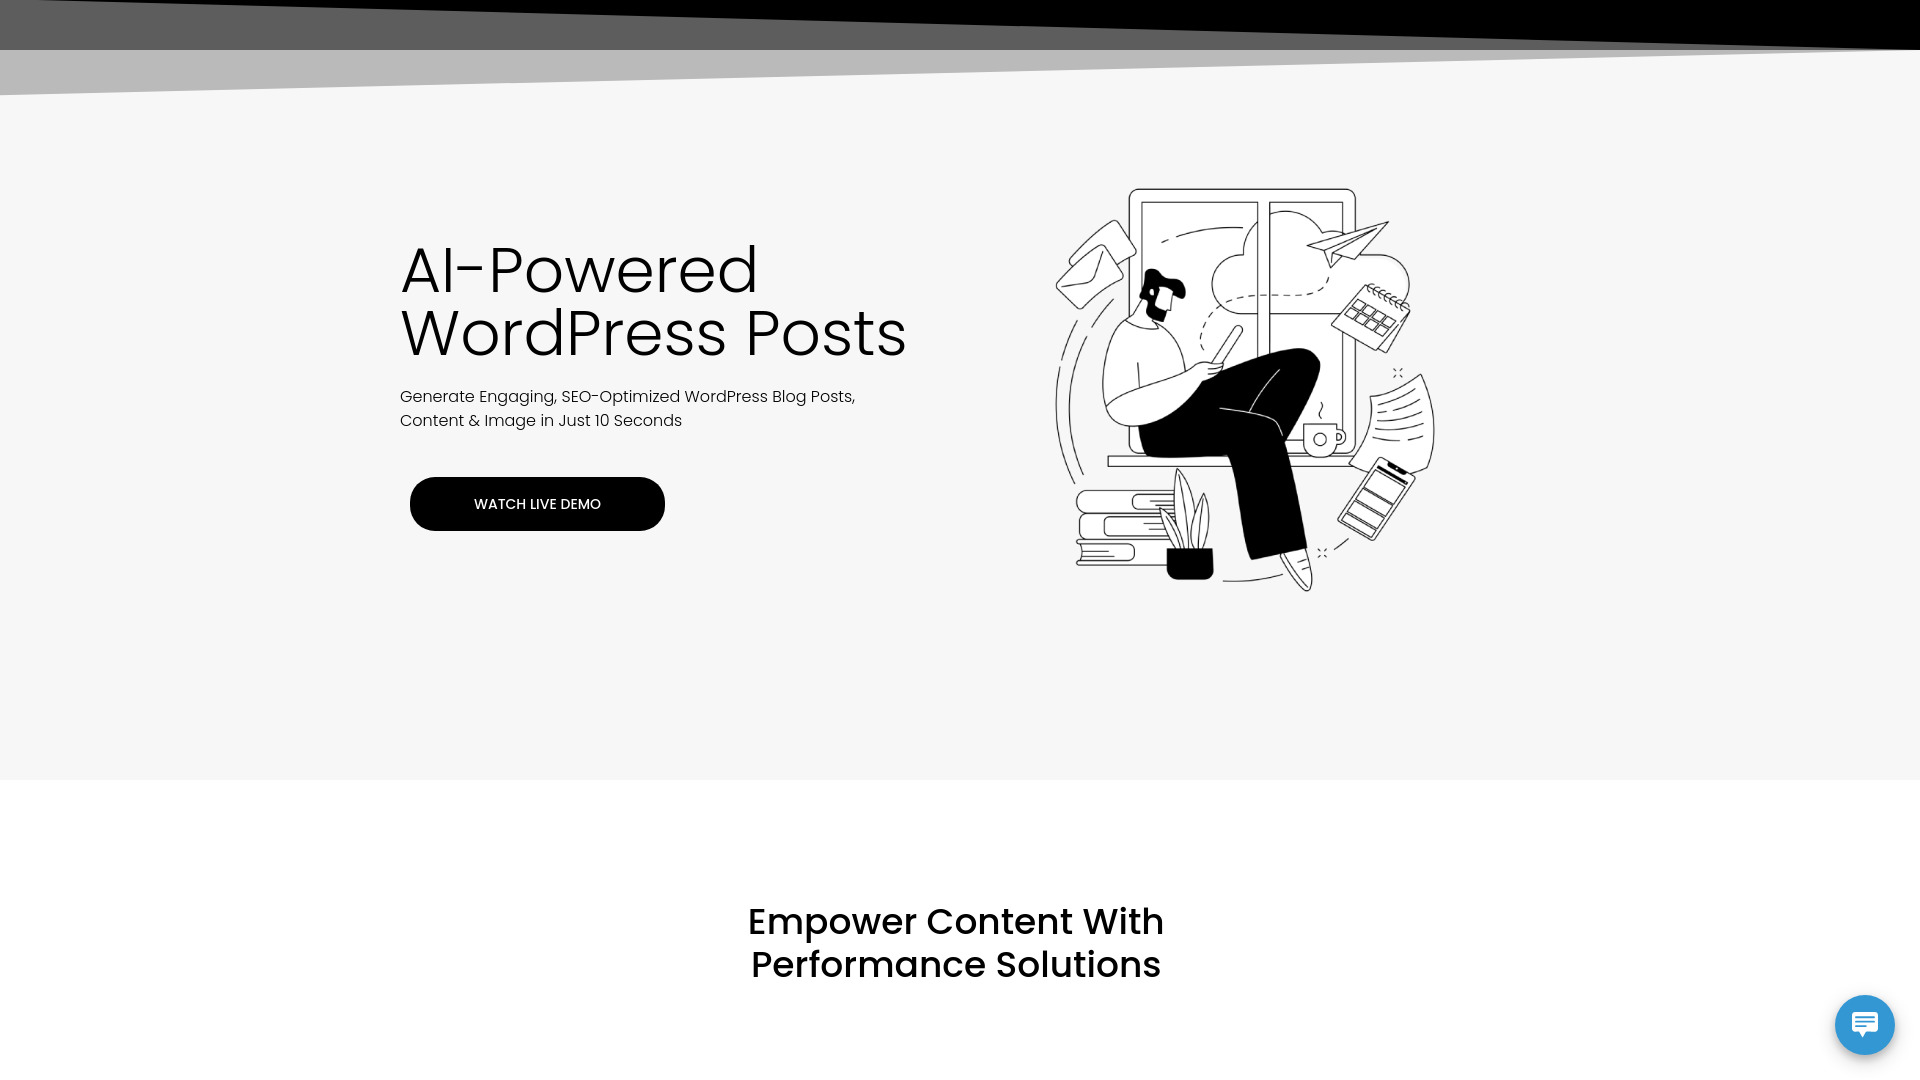 AI-Powered
WordPress Posts
Generate Engaging, SEO-Optimized WordPress Blog Posts,
Content & Image in Just 10 Seconds
WATCH LIVE DEMO
Empower Content With
Performance Solutions